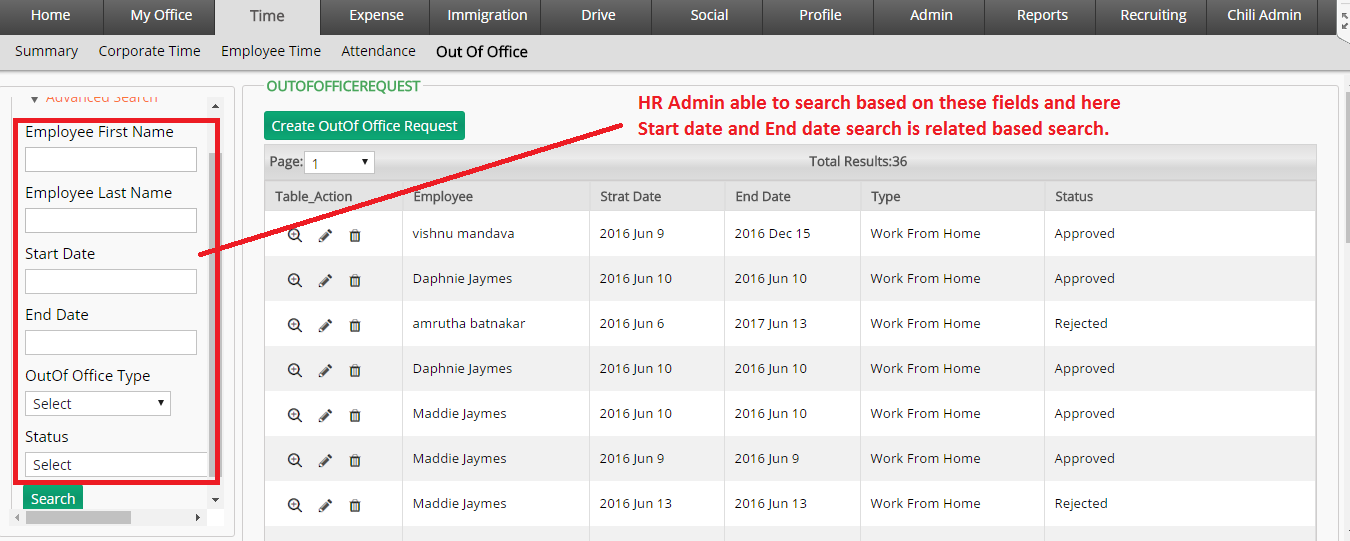 Home My Office Time Expense Immigration Drive Social Profile Admin Reports Recruiting Chili Admin
Summary Corporate Time Employee Time Attendance Out Of Office
Advanced Search
Employee First Name
Employee Last Name
Start Date
End Date
OutOf Office Type
Select
Status
Select
Search
OUTOFOFFICEREQUEST
HR Admin able to search based on these fields and here
Start date and End date search is related based search.
Create OutOf Office Request
Page: 1 Total Results:36
Table_Action Employee Strat Date End Date Type Status
vishnu mandava 2016 Jun 9 2016 Dec 15 Work From Home Approved
Daphnie Jaymes 2016 Jun 10 2016 Jun 10 Work From Home Approved
amrutha batnakar 2016 Jun 6 2017 Jun 13 Work From Home Rejected
Daphnie Jaymes 2016 Jun 10 2016 Jun 10 Work From Home Approved
Maddie Jaymes 2016 Jun 10 2016 Jun 10 Work From Home Approved
Maddie Jaymes 2016 Jun 9 2016 Jun 9 Work From Home Approved
Maddie Jaymes 2016 Jun 13 2016 Jun 13 Work From Home Rejected